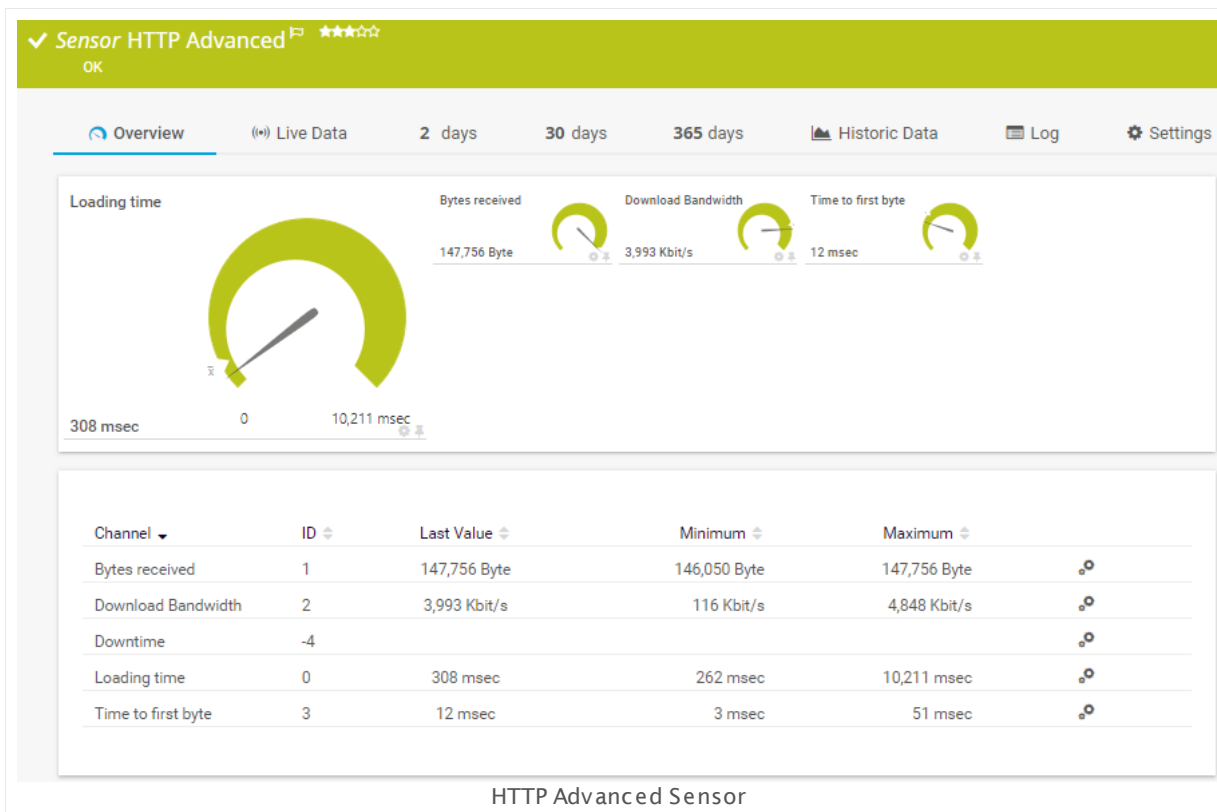 Sensor HTTP Advanced
OK
Overview Live Data 2 days 30 days 365 days Historic Data Log Settings
Loading time
308 msec
0 10,211 msec
x̄
Bytes received
147,756 Byte
Download Bandwidth
3,993 Kbit/s
Time to first byte
12 msec
Channel ID Last Value Minimum Maximum
Bytes received 1 147,756 Byte 146,050 Byte 147,756 Byte
Download Bandwidth 2 3,993 Kbit/s 116 Kbit/s 4,848 Kbit/s
Downtime -4
Loading time 0 308 msec 262 msec 10,211 msec
Time to first byte 3 12 msec 3 msec 51 msec
HTTP Advanced Sensor